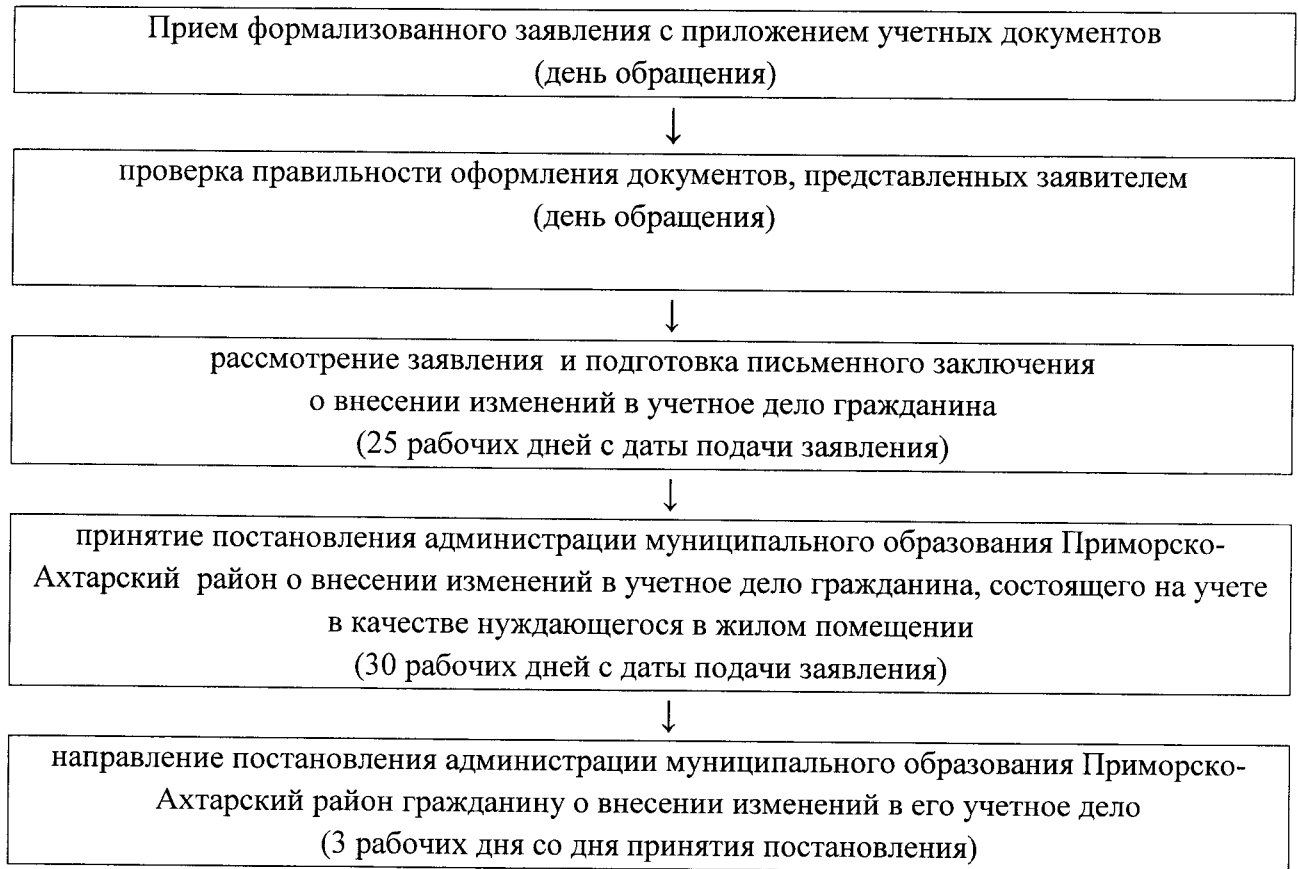 Прием формализованного заявления с приложением учетных документов
(день обращения)
↓
проверка правильности оформления документов, представленных заявителем
(день обращения)
↓
рассмотрение заявления и подготовка письменного заключения
о внесении изменений в учетное дело гражданина
(25 рабочих дней с даты подачи заявления)
↓
принятие постановления администрации муниципального образования Приморско-
Ахтарский район о внесении изменений в учетное дело гражданина, состоящего на учете
в качестве нуждающегося в жилом помещении
(30 рабочих дней с даты подачи заявления)
↓
направление постановления администрации муниципального образования Приморско-
Ахтарский район гражданину о внесении изменений в его учетное дело
(3 рабочих дня со дня принятия постановления)